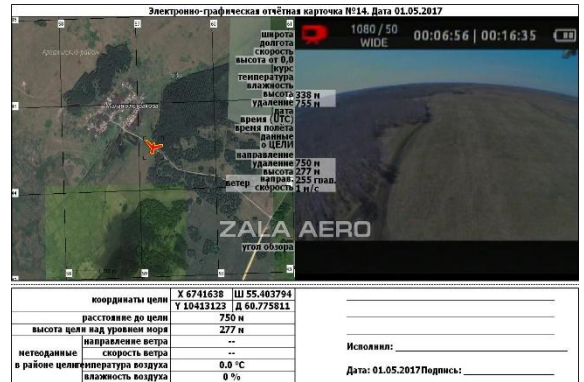 Электронно-графическая отчётная карточка №14. Дата 01.05.2017
широта
долгота
скорость
высота от 0,0
|курс
температура
влажность
высота 338 м
удаление 755 м
|дата
время (UTC)
время полёта
данные
о ЦЕЛИ
направление
удаление 750 м
высота 277 м
ветер направ. 255 град.
скорость 1 м/с
угол обзора
1080 / 50
WIDE
00:06:56 | 00:16:35
ZALA AERO
координаты цели X 6741638 Ш 55.403794
Y 10413123 Д 60.775811
расстояние до цели 750 м
высота цели над уровнем моря 277 м
метеоданные
в районе цели
направление ветра --
скорость ветра --
температура воздуха 0.0 °C
влажность воздуха 0 %
Исполнил:
Дата: 01.05.2017 Подпись: